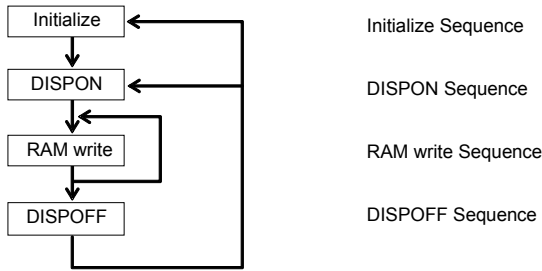 Initialize
Initialize Sequence
DISPON
DISPON Sequence
RAM write
RAM write Sequence
DISPOFF
DISPOFF Sequence